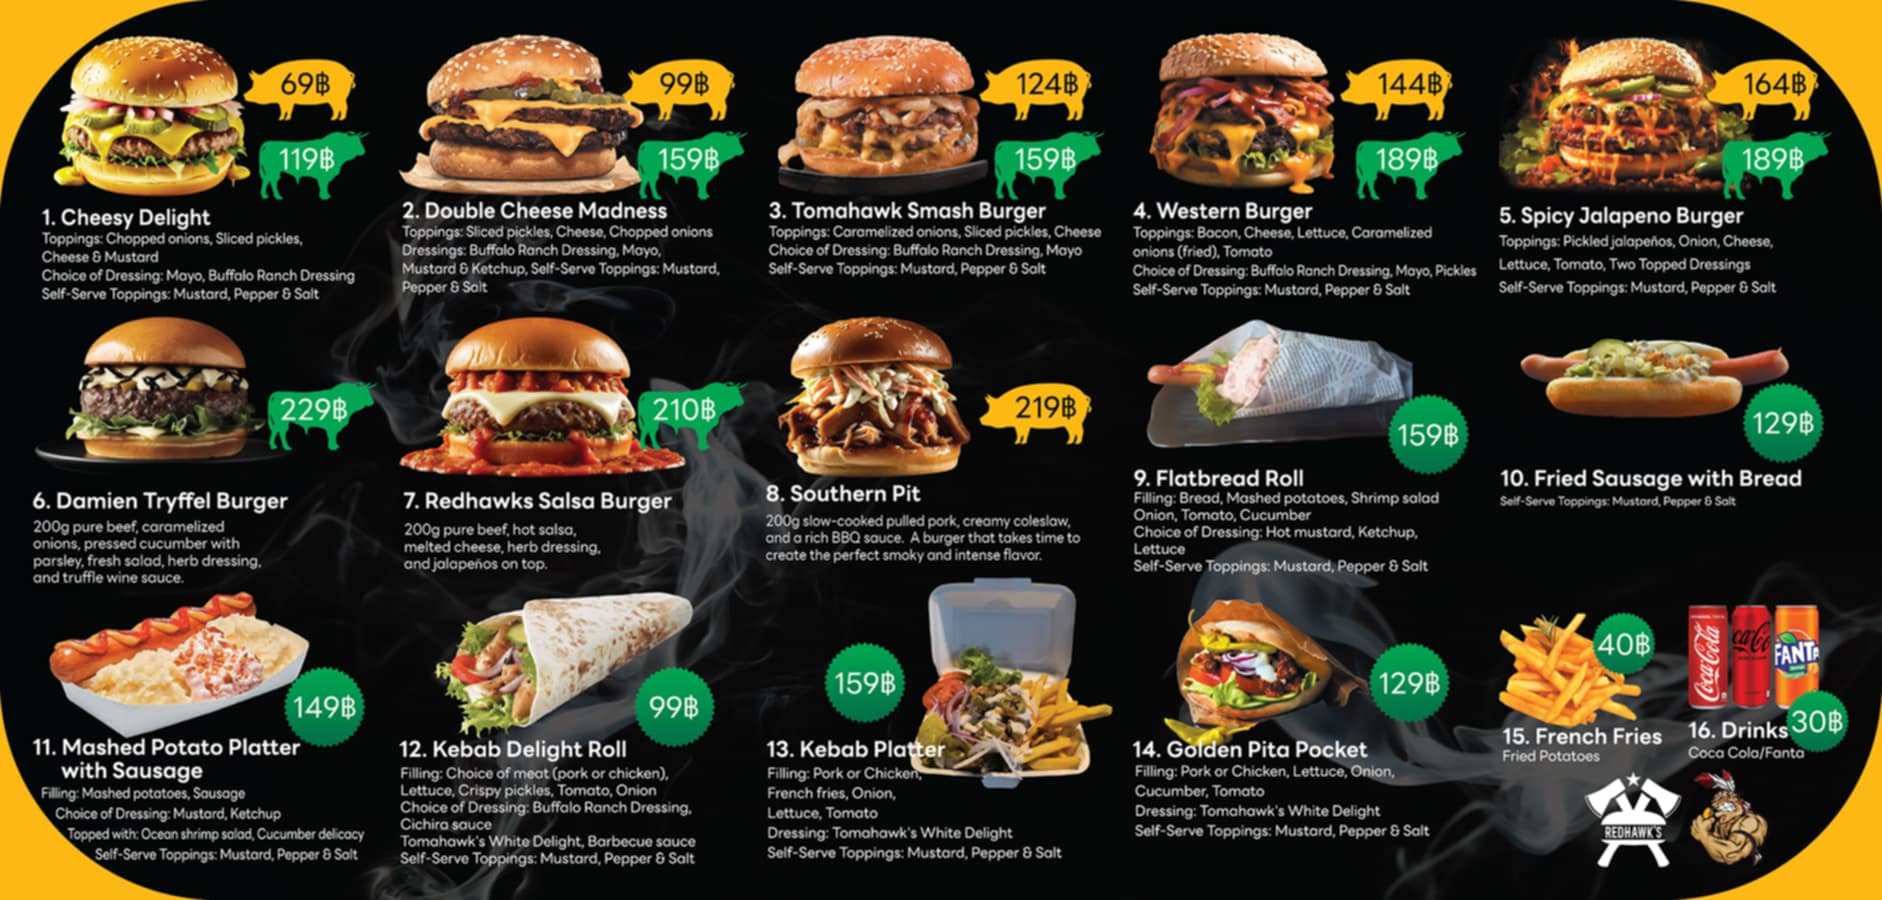 69฿
119฿
1. Cheesy Delight
Toppings: Chopped onions, Sliced pickles,
Cheese & Mustard
Choice of Dressing: Mayo, Buffalo Ranch Dressing
Self-Serve Toppings: Mustard, Pepper & Salt
99฿
159฿
2. Double Cheese Madness
Toppings: Sliced pickles, Cheese, Chopped onions
Dressings: Buffalo Ranch Dressing, Mayo,
Mustard & Ketchup, Self-Serve Toppings: Mustard,
Pepper & Salt
124฿
159฿
3. Tomahawk Smash Burger
Toppings: Caramelized onions, Sliced pickles, Cheese
Choice of Dressing: Buffalo Ranch Dressing, Mayo
Self-Serve Toppings: Mustard, Pepper & Salt
144฿
189฿
4. Western Burger
Toppings: Bacon, Cheese, Lettuce, Caramelized
onions (fried), Tomato
Choice of Dressing: Buffalo Ranch Dressing, Mayo, Pickles
Self-Serve Toppings: Mustard, Pepper & Salt
164฿
189฿
5. Spicy Jalapeno Burger
Toppings: Pickled jalapeños, Onion, Cheese,
Lettuce, Tomato, Two Topped Dressings
Self-Serve Toppings: Mustard, Pepper & Salt
229฿
6. Damien Tryffel Burger
200g pure beef, caramelized
onions, pressed cucumber with
parsley, fresh salad, herb dressing,
and truffle wine sauce.
210฿
7. Redhawks Salsa Burger
200g pure beef, hot salsa,
melted cheese, herb dressing,
and jalapeños on top.
219฿
8. Southern Pit
200g slow-cooked pulled pork, creamy coleslaw,
and a rich BBQ sauce. A burger that takes time to
create the perfect smoky and intense flavor.
159฿
9. Flatbread Roll
Filling: Bread, Mashed potatoes, Shrimp salad
Onion, Tomato, Cucumber
Choice of Dressing: Hot mustard, Ketchup,
Lettuce
Self-Serve Toppings: Mustard, Pepper & Salt
129฿
10. Fried Sausage with Bread
Self-Serve Toppings: Mustard, Pepper & Salt
149฿
11. Mashed Potato Platter
with Sausage
Filling: Mashed potatoes, Sausage
Choice of Dressing: Mustard, Ketchup
Topped with: Ocean shrimp salad, Cucumber delicacy
Self-Serve Toppings: Mustard, Pepper & Salt
99฿
12. Kebab Delight Roll
Filling: Choice of meat (pork or chicken),
Lettuce, Crispy pickles, Tomato, Onion
Choice of Dressing: Buffalo Ranch Dressing,
Cichira sauce
Tomahawk's White Delight, Barbecue sauce
Self-Serve Toppings: Mustard, Pepper & Salt
159฿
13. Kebab Platter
Filling: Pork or Chicken,
French fries, Onion,
Lettuce, Tomato
Dressing: Tomahawk's White Delight
Self-Serve Toppings: Mustard, Pepper & Salt
129฿
14. Golden Pita Pocket
Filling: Pork or Chicken, Lettuce, Onion,
Cucumber, Tomato
Dressing: Tomahawk's White Delight
Self-Serve Toppings: Mustard, Pepper & Salt
40฿
15. French Fries
Fried Potatoes
Coca-Cola
Coca-Co
FANTA
30฿
16. Drinks
Coca Cola/Fanta
REDHAWK'S